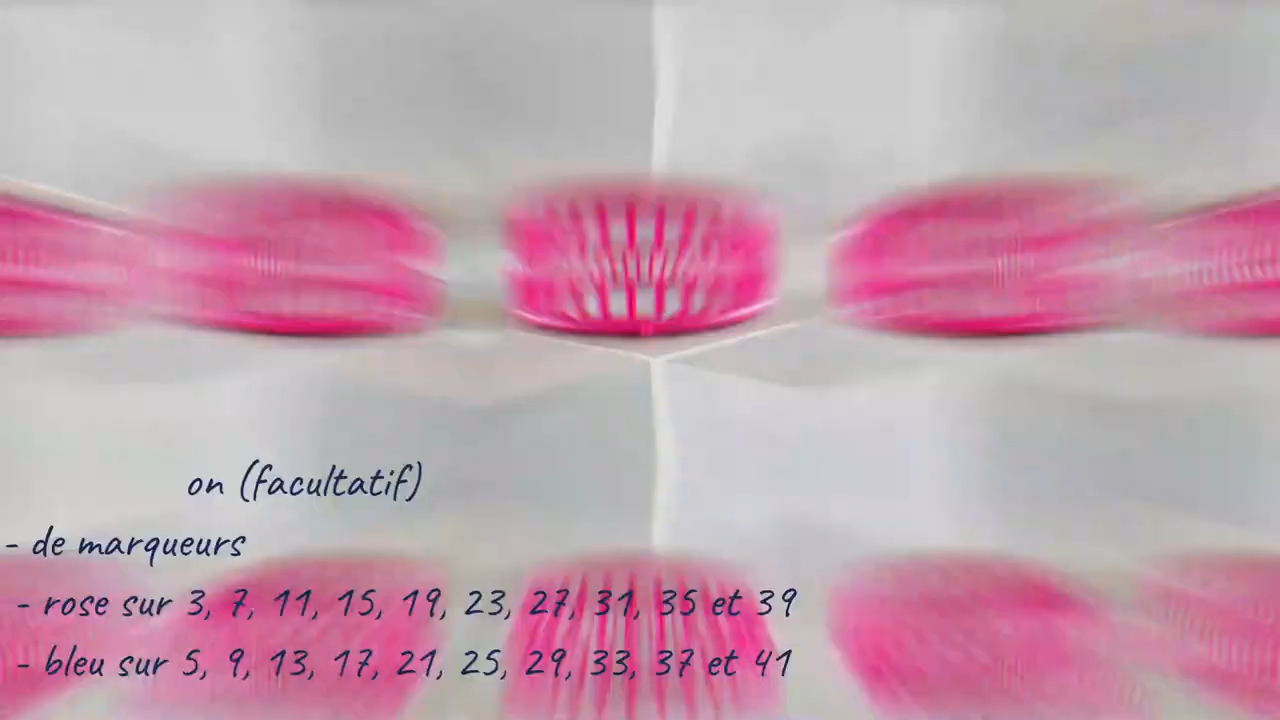 on (facultatif)
- de marqueurs
- rose sur 3, 7, 11, 15, 19, 23, 27, 31, 35 et 39
- bleu sur 5, 9, 13, 17, 21, 25, 29, 33, 37 et 41